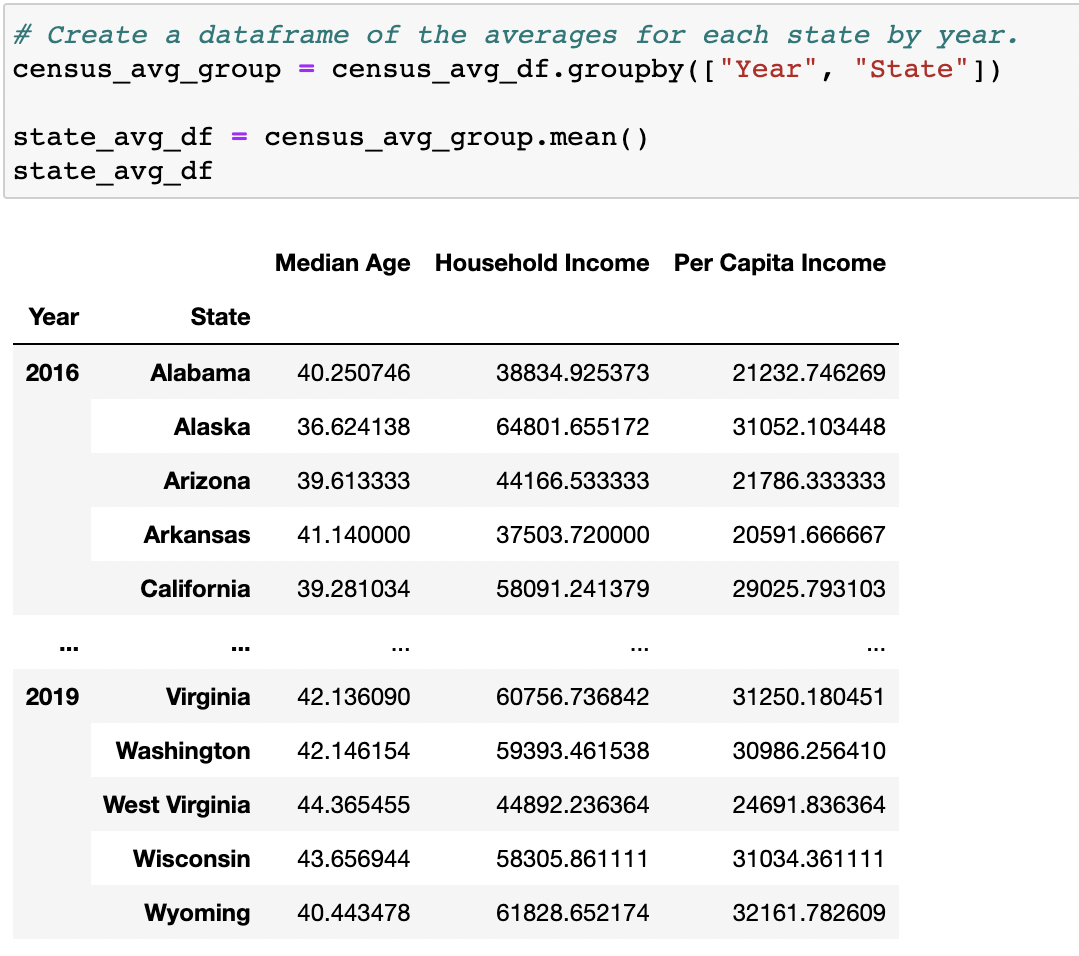 # Create a dataframe of the averages for each state by year.
census_avg_group = census_avg_df.groupby(["Year", "State"])
state_avg_df = census_avg_group.mean()
state_avg_df
Median Age Household Income Per Capita Income
Year State
2016 Alabama 40.250746 38834.925373 21232.746269
Alaska 36.624138 64801.655172 31052.103448
Arizona 39.613333 44166.533333 21786.333333
Arkansas 41.140000 37503.720000 20591.666667
California 39.281034 58091.241379 29025.793103
... ... ... ... ...
2019 Virginia 42.136090 60756.736842 31250.180451
Washington 42.146154 59393.461538 30986.256410
West Virginia 44.365455 44892.236364 24691.836364
Wisconsin 43.656944 58305.861111 31034.361111
Wyoming 40.443478 61828.652174 32161.782609